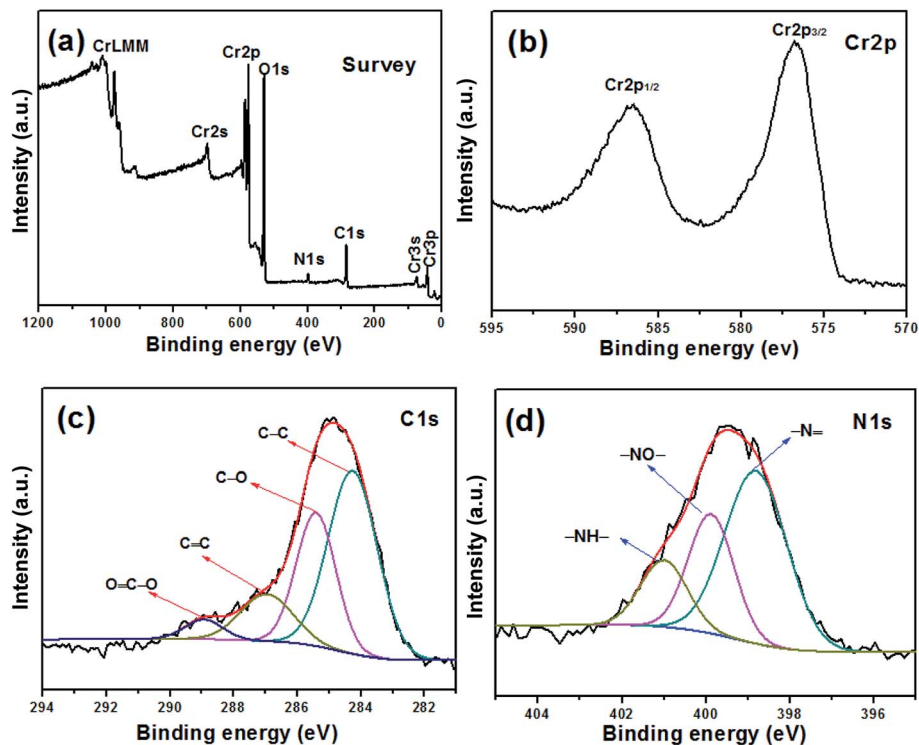 (a)
CrLMM
Cr2p
O1s
Survey
Cr2s
N1s
C1s
Cr3s
Cr3p
Intensity (a.u.)
1200 1000 800 600 400 200 0
Binding energy (eV)
(b)
Cr2p3/2
Cr2p
Cr2p1/2
Intensity (a.u.)
595 590 585 580 575 570
Binding energy (ev)
(c)
C1s
C–C
C–O
C=C
O=C–O
Intensity (a.u.)
294 292 290 288 286 284 282
Binding energy (eV)
(d)
N1s
–N=
–NO–
–NH–
Intensity (a.u.)
404 402 400 398 396
Binding energy (eV)